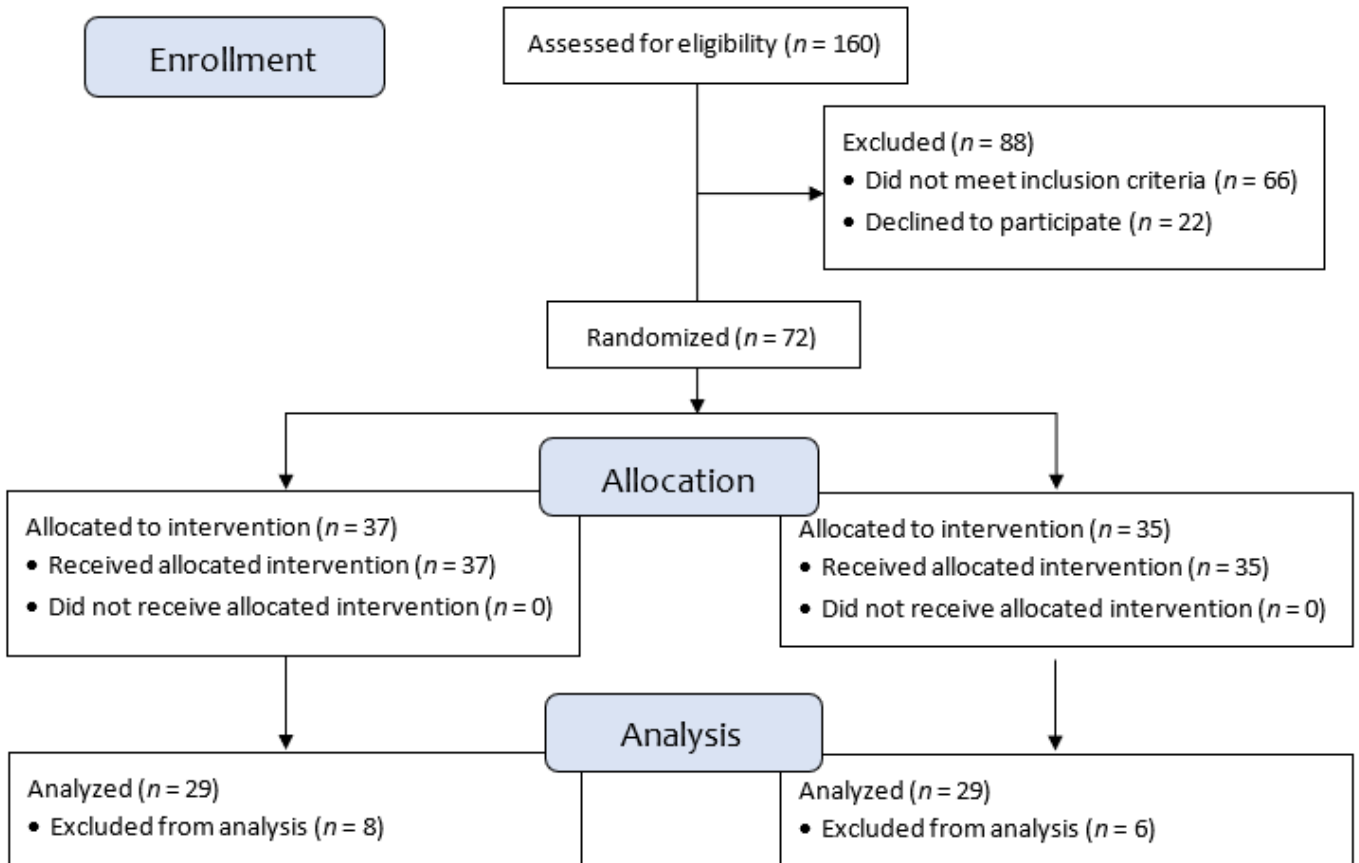 Enrollment
Assessed for eligibility (n = 160)
Excluded (n = 88)
• Did not meet inclusion criteria (n = 66)
• Declined to participate (n = 22)
Randomized (n = 72)
Allocation
Allocated to intervention (n = 37)
• Received allocated intervention (n = 37)
• Did not receive allocated intervention (n = 0)
Allocated to intervention (n = 35)
• Received allocated intervention (n = 35)
• Did not receive allocated intervention (n = 0)
Analysis
Analyzed (n = 29)
• Excluded from analysis (n = 8)
Analyzed (n = 29)
• Excluded from analysis (n = 6)